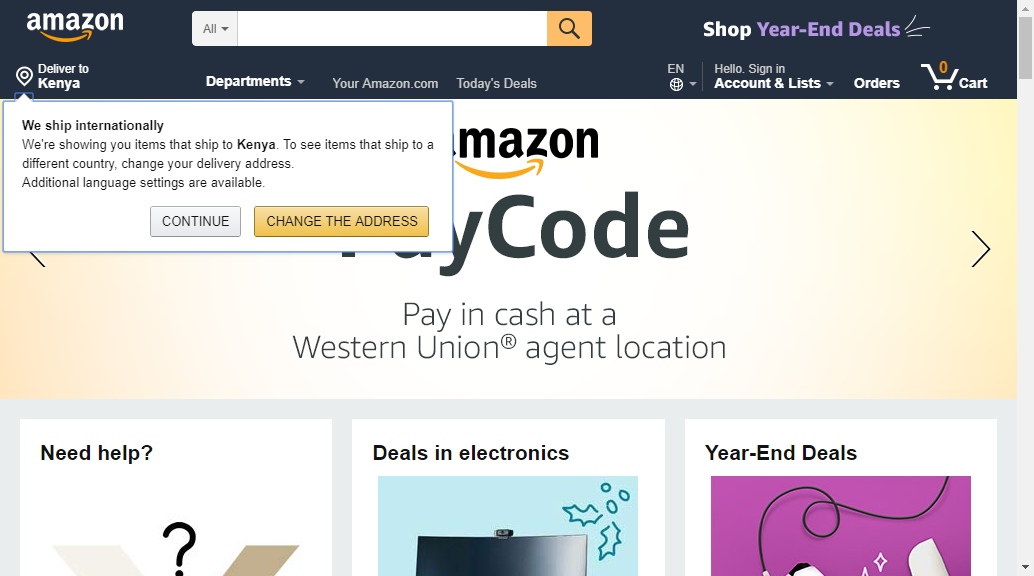 amazon
All
Shop Year-End Deals
Deliver to
Kenya
Departments
Your Amazon.com
Today's Deals
EN
Hello. Sign in
Account & Lists
Orders
0
Cart
We ship internationally
We're showing you items that ship to Kenya. To see items that ship to a
different country, change your delivery address.
Additional language settings are available.
CONTINUE
CHANGE THE ADDRESS
amazon
PayCode
Pay in cash at a
Western Union® agent location
Need help?
Deals in electronics
Year-End Deals
?